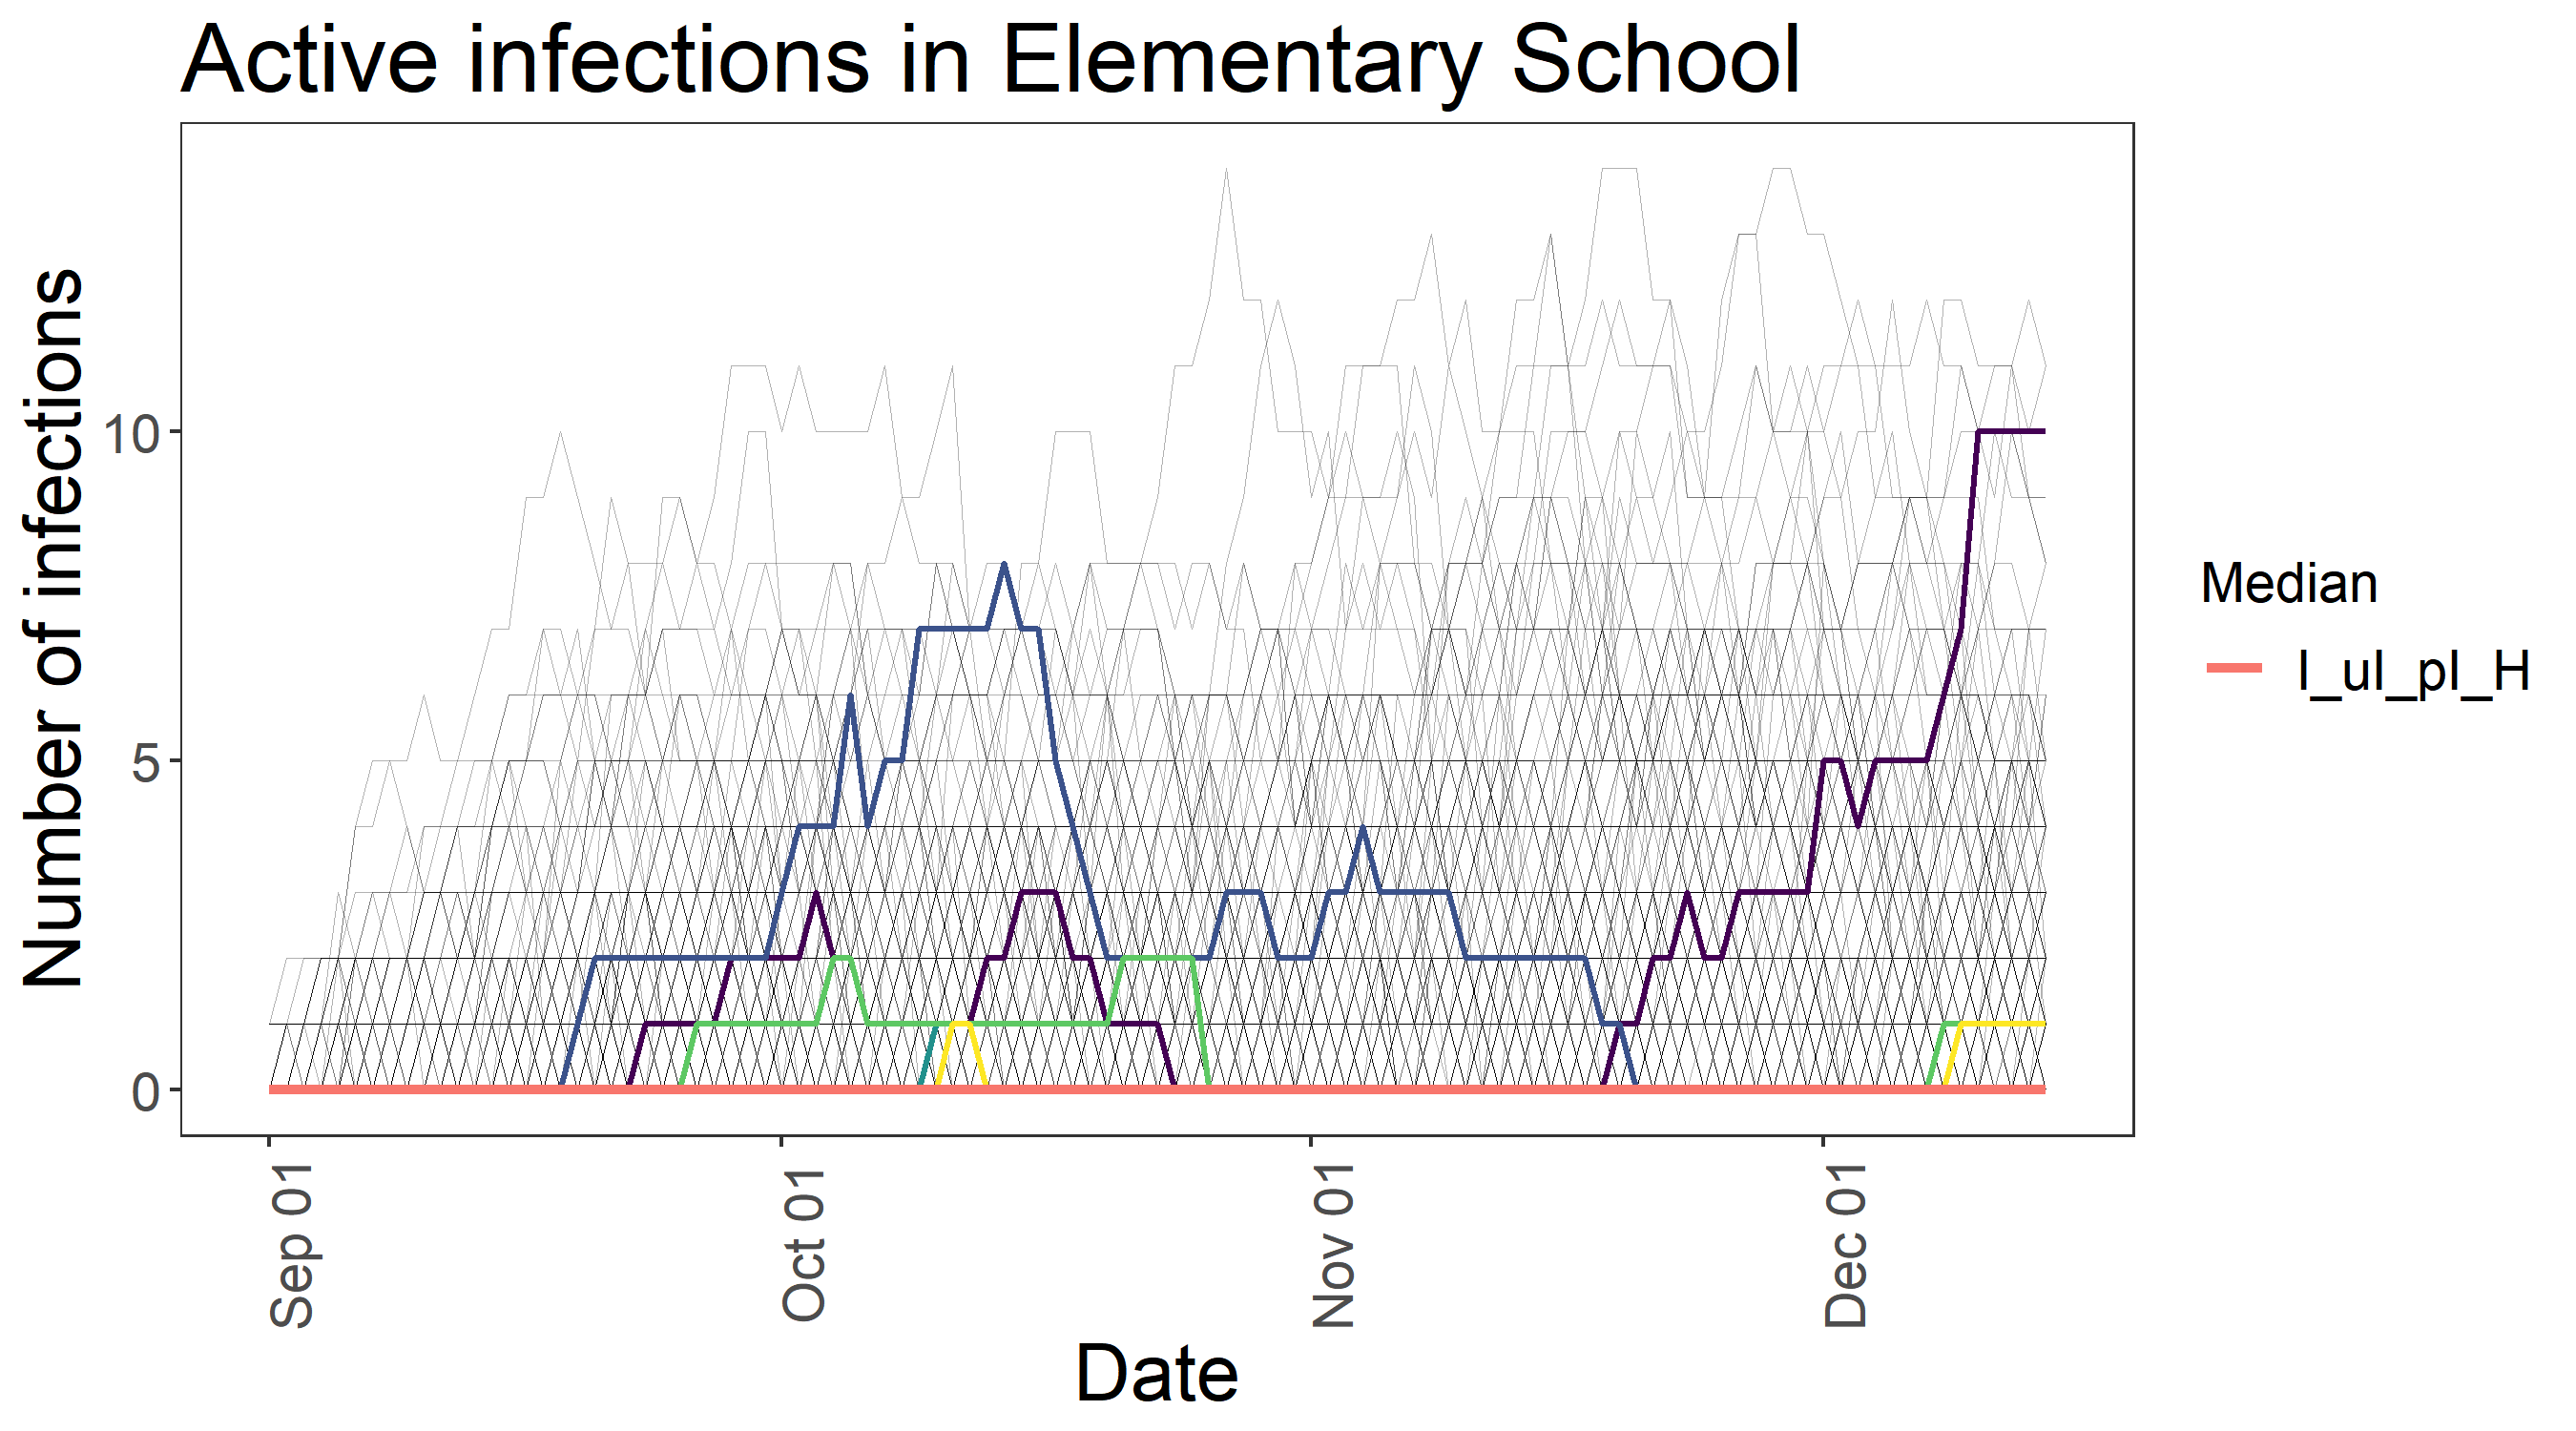 Active infections in Elementary School
Number of infections
10
5
0
Sep 01
Oct 01
Nov 01
Dec 01
Date
Median
I_uI_pI_H